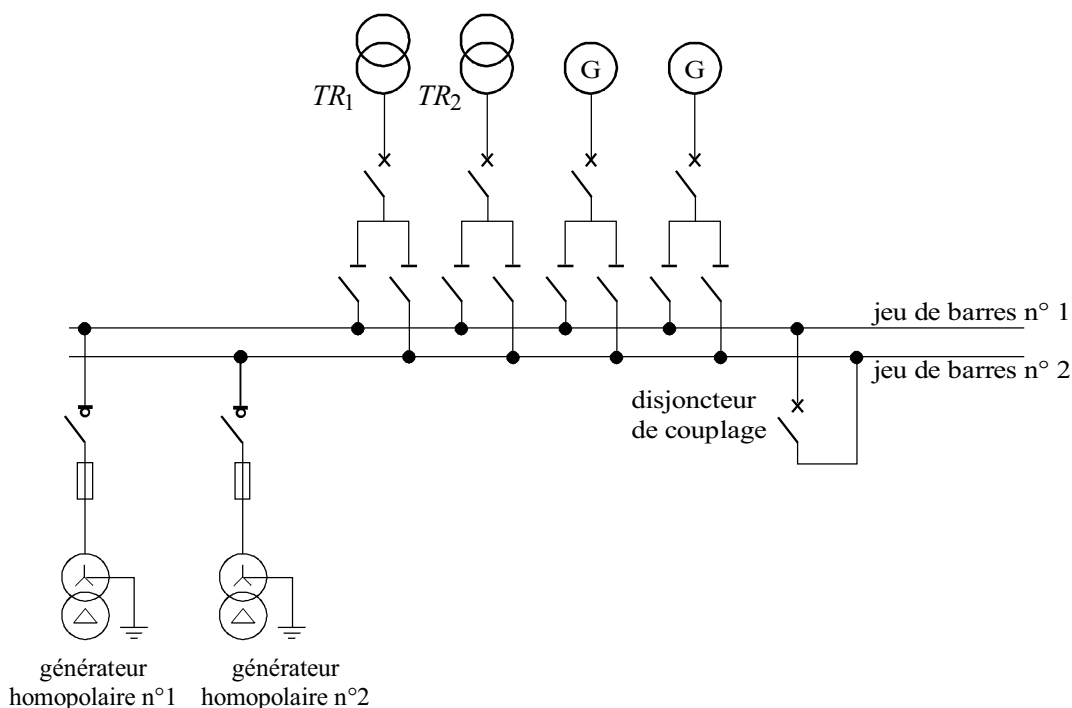 G
G
TR1
TR2
jeu de barres n° 1
jeu de barres n° 2
disjoncteur
de couplage
générateur
homopolaire n°1
générateur
homopolaire n°2